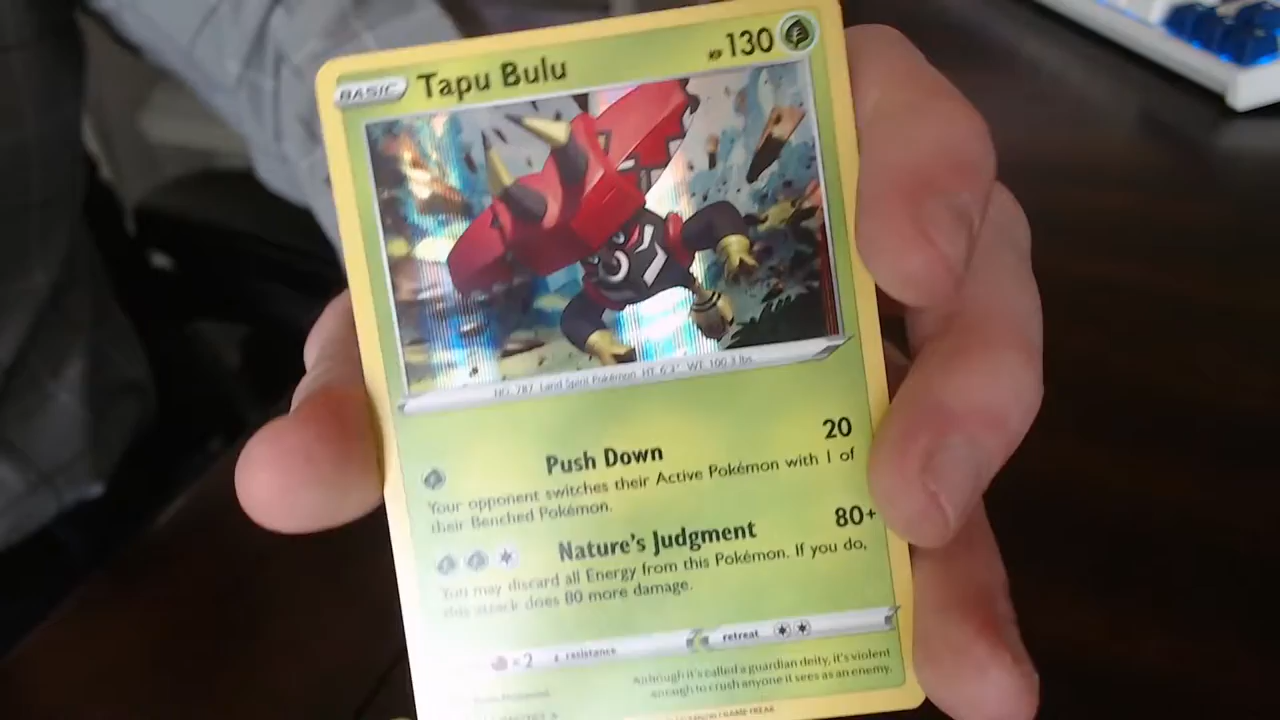 BASIC Tapu Bulu HP 130
NO. 787 Land Spirit Pokémon HT: 6'2" WT: 100.3 lbs.
Push Down 20
Your opponent switches their Active Pokémon with 1 of
their Benched Pokémon.
Nature's Judgment 80+
You may discard all Energy from this Pokémon. If you do,
this attack does 80 more damage.
×2 resistance retreat
Although it's called a guardian deity, it's violent
enough to crush anyone it sees as an enemy.
GAME FREAK